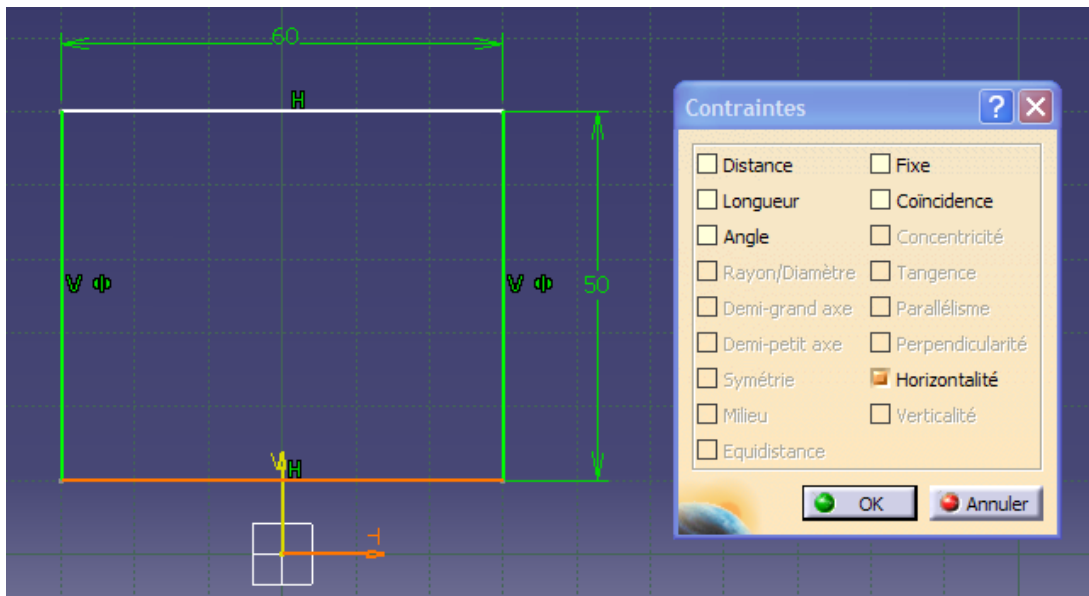 60
H
V
V
50
V
H
H
Contraintes
?
Distance
Fixe
Longueur
Coïncidence
Angle
Concentricité
Rayon/Diamètre
Tangence
Demi-grand axe
Parallélisme
Demi-petit axe
Perpendicularité
Symétrie
Horizontalité
Milieu
Verticalité
Equidistance
OK
Annuler